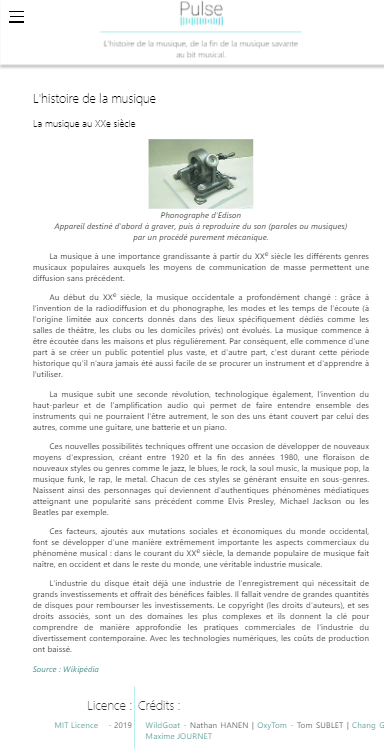 Pulse
L'histoire de la musique, de la fin de la musique savante
au bit musical.
L'histoire de la musique
La musique au XXe siècle
Phonographe d'Edison
Appareil destiné d'abord à graver, puis à reproduire du son (paroles ou musiques)
par un procédé purement mécanique.
La musique à une importance grandissante à partir du XXe siècle les différents genres
musicaux populaires auxquels les moyens de communication de masse permettent une
diffusion sans précédent.
Au début du XXe siècle, la musique occidentale a profondément changé : grâce à
l'invention de la radiodiffusion et du phonographe, les modes et les temps de l'écoute (à
l'origine limitée aux concerts donnés dans des lieux spécifiquement dédiés comme les
salles de théâtre, les clubs ou les domiciles privés) ont évolués. La musique commence à
être écoutée dans les maisons et plus régulièrement. Par conséquent, elle commence d'une
part à se créer un public potentiel plus vaste, et d'autre part, c'est durant cette période
historique qu'il n'aura jamais été aussi facile de se procurer un instrument et d'apprendre à
l'utiliser.
La musique subit une seconde révolution, technologique également, l'invention du
haut-parleur et de l'amplification audio qui permet de faire entendre ensemble des
instruments qui ne pourraient l'être autrement, le son des uns étant couvert par celui des
autres, comme une guitare, une batterie et un piano.
Ces nouvelles possibilités techniques offrent une occasion de développer de nouveaux
moyens d'expression, créant entre 1920 et la fin des années 1980, une floraison de
nouveaux styles ou genres comme le jazz, le blues, le rock, la soul music, la musique pop, la
musique funk, le rap, le metal. Chacun de ces styles se générant ensuite en sous-genres.
Naissent ainsi des personnages qui deviennent d'authentiques phénomènes médiatiques
atteignant une popularité sans précédent comme Elvis Presley, Michael Jackson ou les
Beatles par exemple.
Ces facteurs, ajoutés aux mutations sociales et économiques du monde occidental,
font se développer d'une manière extrêmement importante les aspects commerciaux du
phénomène musical : dans le courant du XXe siècle, la demande populaire de musique fait
naître, en occident et dans le reste du monde, une véritable industrie musicale.
L'industrie du disque était déjà une industrie de l'enregistrement qui nécessitait de
grands investissements et offrait des bénéfices faibles. Il fallait vendre de grandes quantités
de disques pour rembourser les investissements. Le copyright (les droits d'auteurs), et ses
droits associés, sont un des domaines les plus complexes et ils donnent la clé pour
comprendre de manière approfondie les pratiques commerciales de l'industrie du
divertissement contemporaine. Avec les technologies numériques, les coûts de production
ont baissé.
Source : Wikipédia
Licence :
MIT Licence - 2019
Crédits :
WildGoat - Nathan HANEN | OxyTom - Tom SUBLET | Chang G
Maxime JOURNET